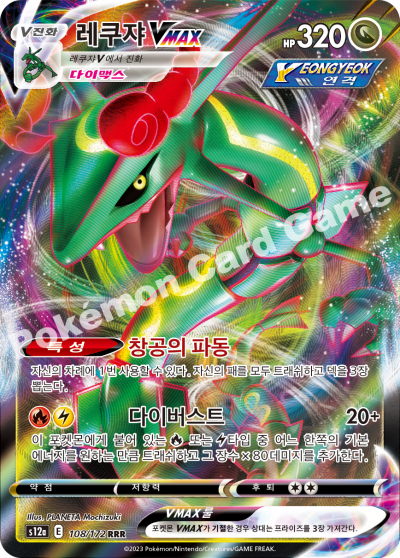 V진화
레쿠쟈 VMAX
HP 320
레쿠쟈V에서 진화
다이맥스
YEONGYEOK
연격
Pokémon Card Game
특성 창공의 파동
자신의 차례에 1번 사용할 수 있다. 자신의 패를 모두 트래쉬하고 덱을 3장
뽑는다.
다이버스트 20+
이 포켓몬에게 붙어 있는 또는 타입 중 어느 한쪽의 기본
에너지를 원하는 만큼 트래쉬하고 그 장수×80데미지를 추가한다.
약점 저항력 후퇴
Illus. PLANETA Mochizuki
s12a E 108/172 RRR
VMAX룰
포켓몬 VMAX가 기절한 경우 상대는 프라이즈를 3장 가져간다.
©2023 Pokémon/Nintendo/Creatures/GAME FREAK.